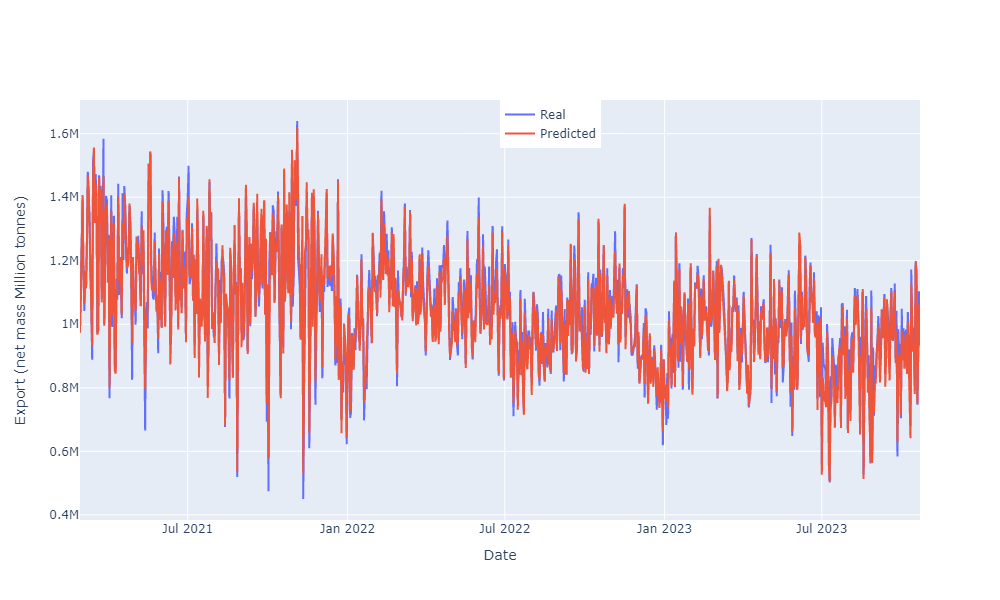 Real
Predicted
1.6M
1.4M
1.2M
1M
0.8M
0.6M
0.4M
Export (net mass Million tonnes)
Jul 2021
Jan 2022
Jul 2022
Jan 2023
Jul 2023
Date